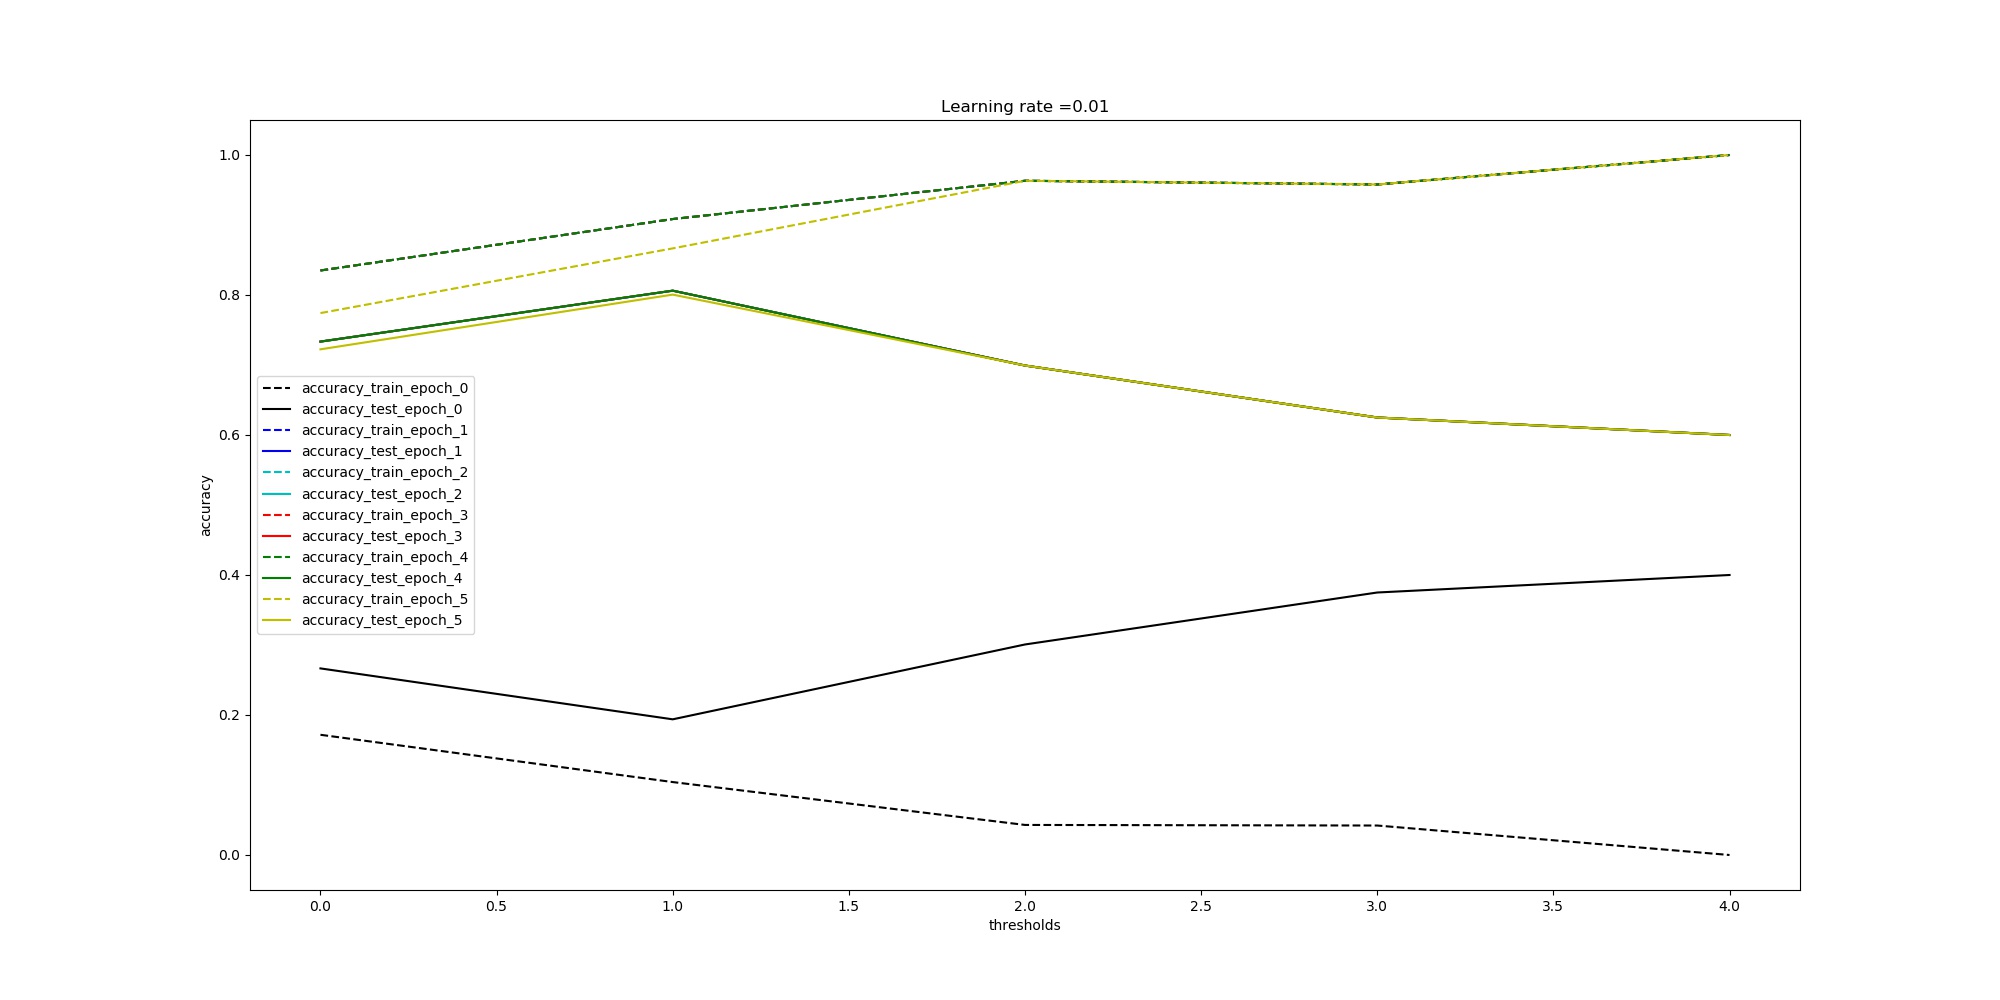 Learning rate =0.01
1.0
0.8
0.6
0.4
0.2
0.0
accuracy
accuracy_train_epoch_0
accuracy_test_epoch_0
accuracy_train_epoch_1
accuracy_test_epoch_1
accuracy_train_epoch_2
accuracy_test_epoch_2
accuracy_train_epoch_3
accuracy_test_epoch_3
accuracy_train_epoch_4
accuracy_test_epoch_4
accuracy_train_epoch_5
accuracy_test_epoch_5
0.0 0.5 1.0 1.5 2.0 2.5 3.0 3.5 4.0
thresholds